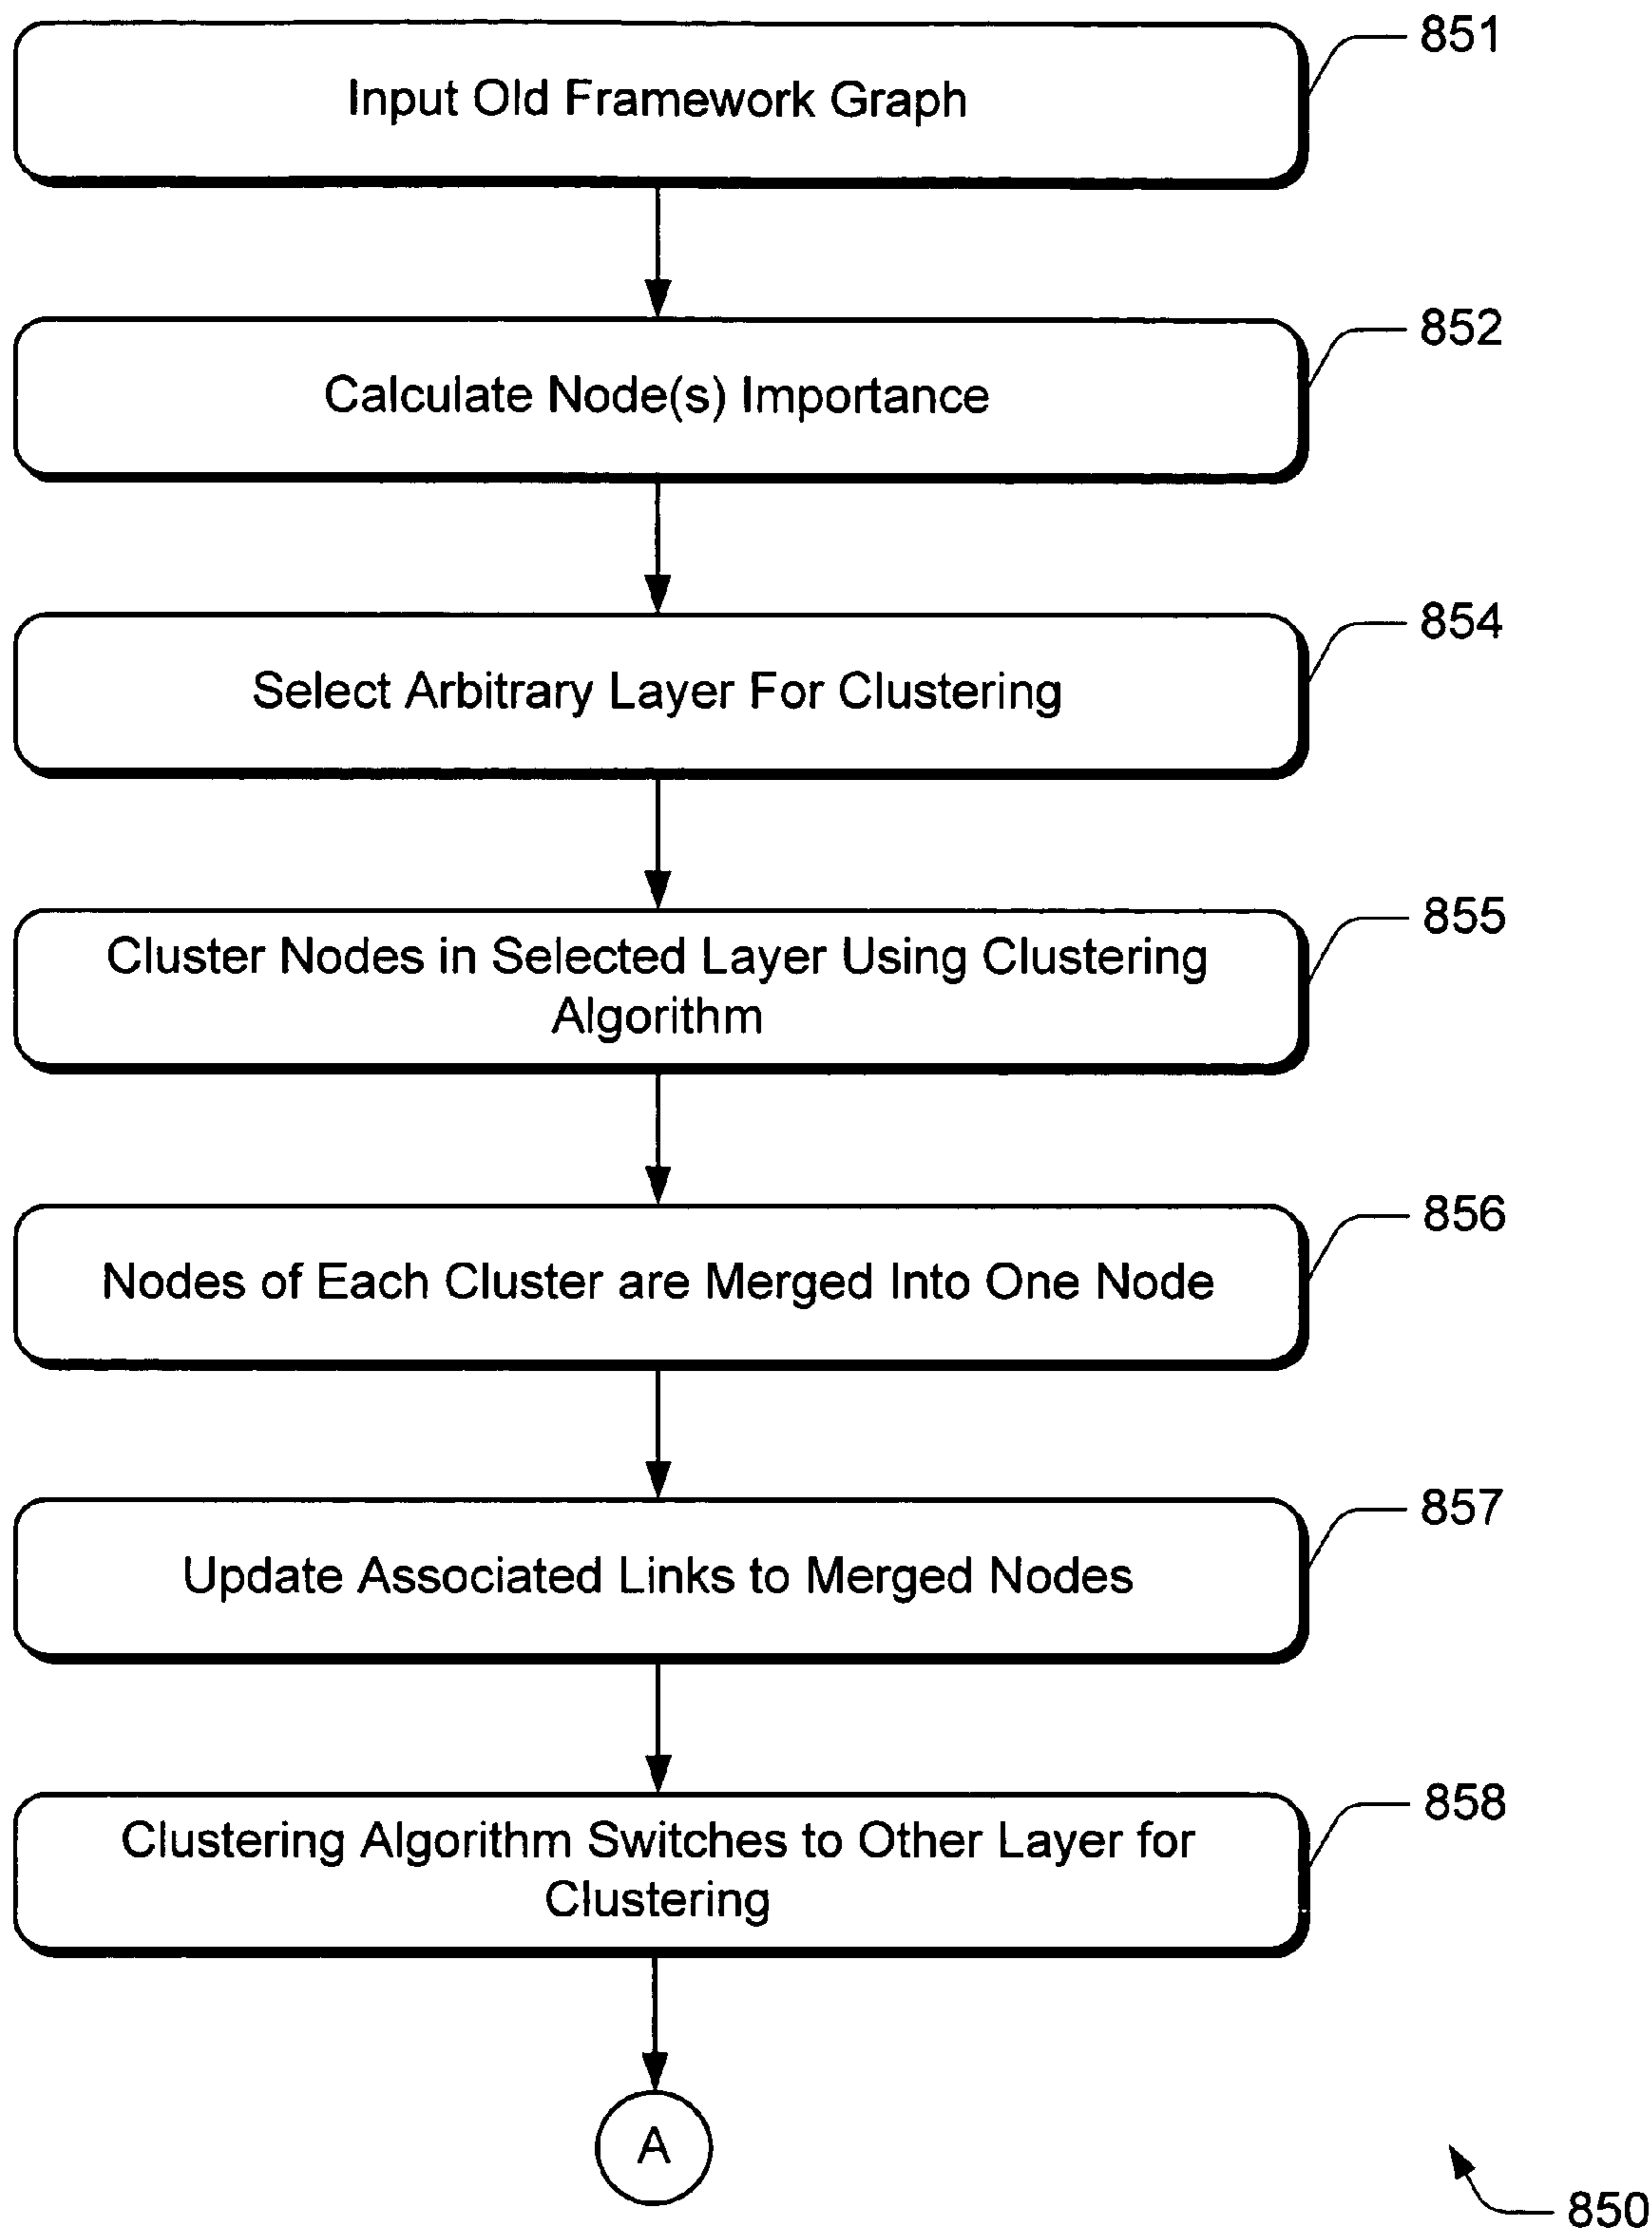 851
Input Old Framework Graph
852
Calculate Node(s) Importance
854
Select Arbitrary Layer For Clustering
855
Cluster Nodes in Selected Layer Using Clustering
Algorithm
856
Nodes of Each Cluster are Merged Into One Node
857
Update Associated Links to Merged Nodes
858
Clustering Algorithm Switches to Other Layer for
Clustering
A
850